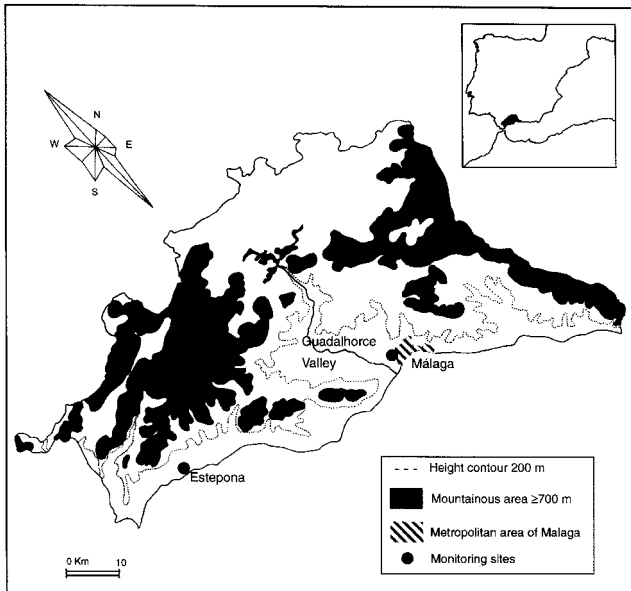 N
W
E
S
Guadalhorce
Valley
Málaga
Estepona
Height contour 200 m
Mountainous area ≥700 m
Metropolitan area of Malaga
Monitoring sites
0 Km 10